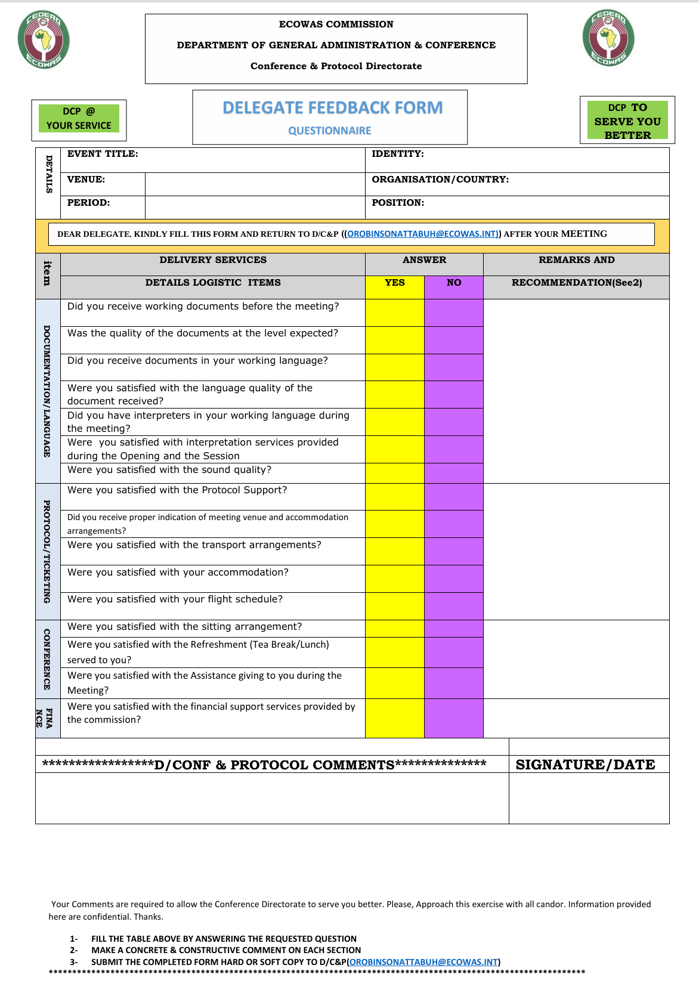 CEDEAO
ECOWAS
CEDEAO
ECOWAS
ECOWAS COMMISSION
DEPARTMENT OF GENERAL ADMINISTRATION & CONFERENCE
Conference & Protocol Directorate
DCP @
YOUR SERVICE
DELEGATE FEEDBACK FORM
QUESTIONNAIRE
DCP TO
SERVE YOU
BETTER
DETAILS
EVENT TITLE:
IDENTITY:
VENUE:
ORGANISATION/COUNTRY:
PERIOD:
POSITION:
DEAR DELEGATE, KINDLY FILL THIS FORM AND RETURN TO D/C&P ((OROBINSONATTABUH@ECOWAS.INT)) AFTER YOUR MEETING
item
DELIVERY SERVICES
ANSWER
REMARKS AND
DETAILS LOGISTIC ITEMS
YES
NO
RECOMMENDATION(See2)
DOCUMENTATION/LANGUAGE
Did you receive working documents before the meeting?
Was the quality of the documents at the level expected?
Did you receive documents in your working language?
Were you satisfied with the language quality of the
document received?
Did you have interpreters in your working language during
the meeting?
Were you satisfied with interpretation services provided
during the Opening and the Session
Were you satisfied with the sound quality?
PROTOCOL/TICKETING
Were you satisfied with the Protocol Support?
Did you receive proper indication of meeting venue and accommodation
arrangements?
Were you satisfied with the transport arrangements?
Were you satisfied with your accommodation?
Were you satisfied with your flight schedule?
CONFERENCE
Were you satisfied with the sitting arrangement?
Were you satisfied with the Refreshment (Tea Break/Lunch)
served to you?
Were you satisfied with the Assistance giving to you during the
Meeting?
FINA
NCE
Were you satisfied with the financial support services provided by
the commission?
*****************D/CONF & PROTOCOL COMMENTS**************
SIGNATURE/DATE
Your Comments are required to allow the Conference Directorate to serve you better. Please, Approach this exercise with all candor. Information provided
here are confidential. Thanks.
1- FILL THE TABLE ABOVE BY ANSWERING THE REQUESTED QUESTION
2- MAKE A CONCRETE & CONSTRUCTIVE COMMENT ON EACH SECTION
3- SUBMIT THE COMPLETED FORM HARD OR SOFT COPY TO D/C&P(OROBINSONATTABUH@ECOWAS.INT)
****************************************************************************************************************